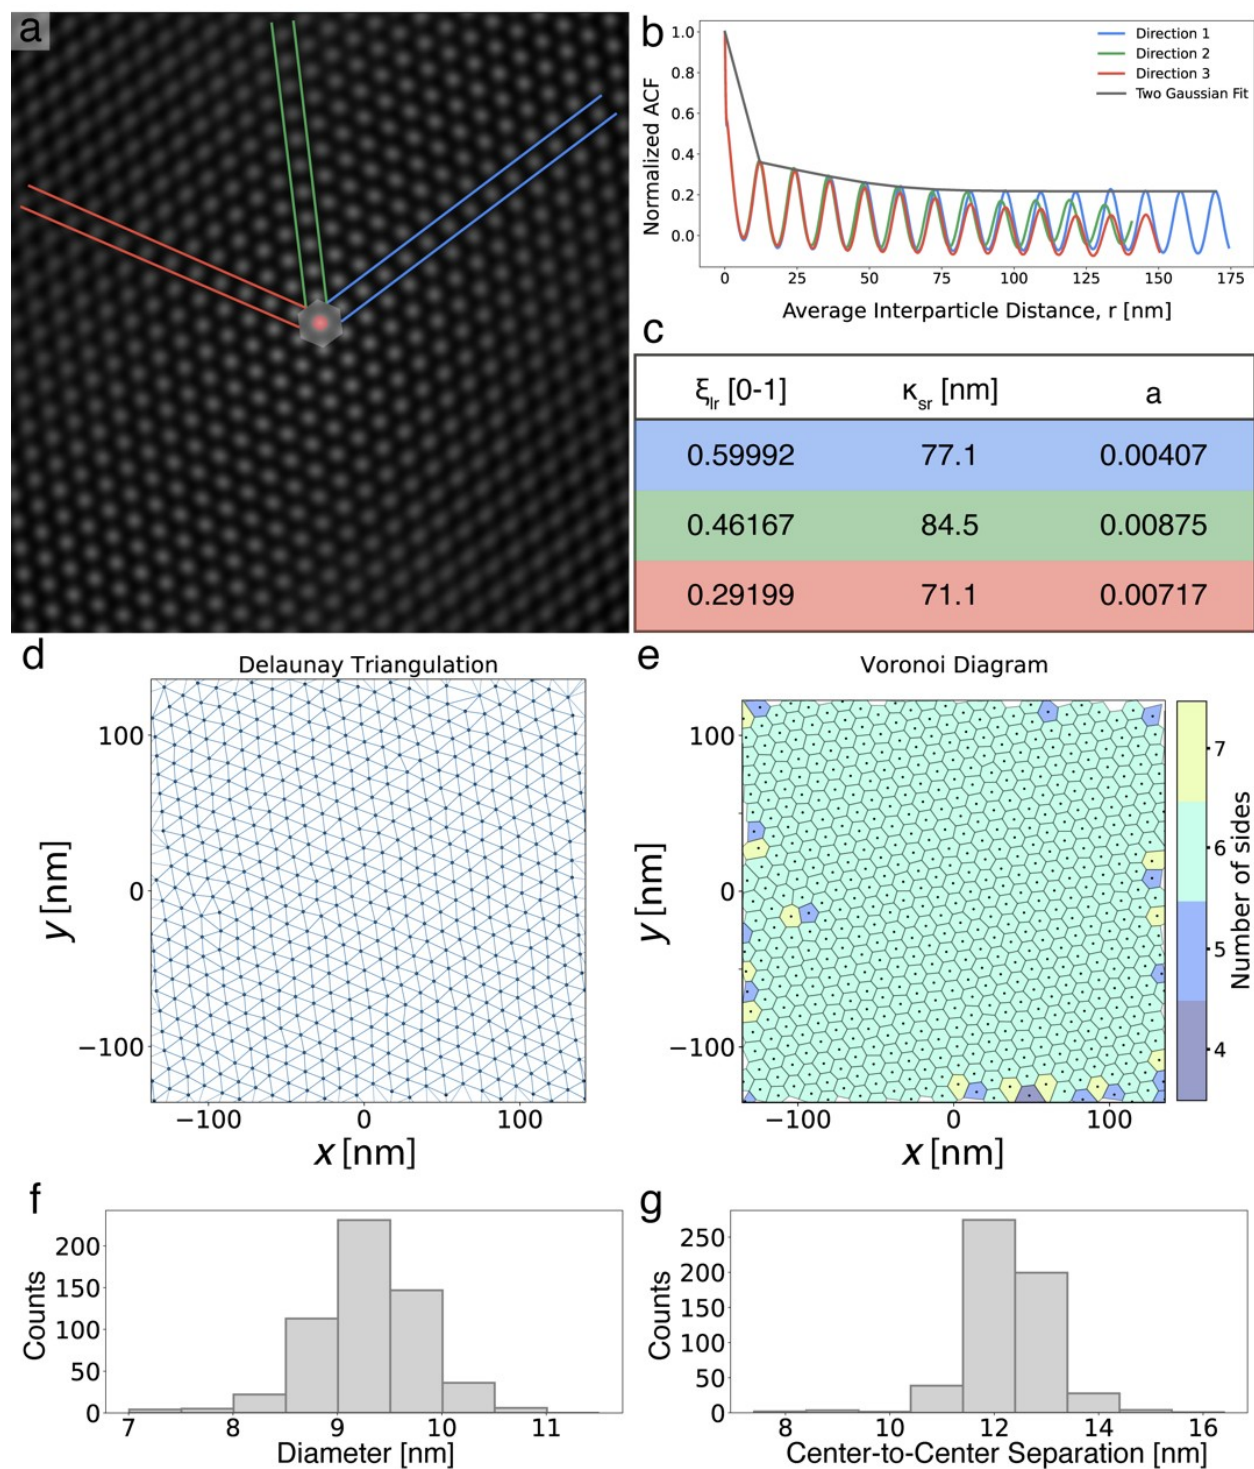 a
b
Normalized ACF
1.0
0.8
0.6
0.4
0.2
0.0
Direction 1
Direction 2
Direction 3
Two Gaussian Fit
0 25 50 75 100 125 150 175
Average Interparticle Distance, r [nm]
c
ξlr [0-1] κsr [nm] a
0.59992 77.1 0.00407
0.46167 84.5 0.00875
0.29199 71.1 0.00717
d
Delaunay Triangulation
y [nm]
100
0
−100
−100 0 100
x [nm]
e
Voronoi Diagram
y [nm]
100
0
−100
−100 0 100
x [nm]
7
6
5
4
Number of sides
f
Counts
200
150
100
50
0
7 8 9 10 11
Diameter [nm]
g
Counts
250
200
150
100
50
0
8 10 12 14 16
Center-to-Center Separation [nm]